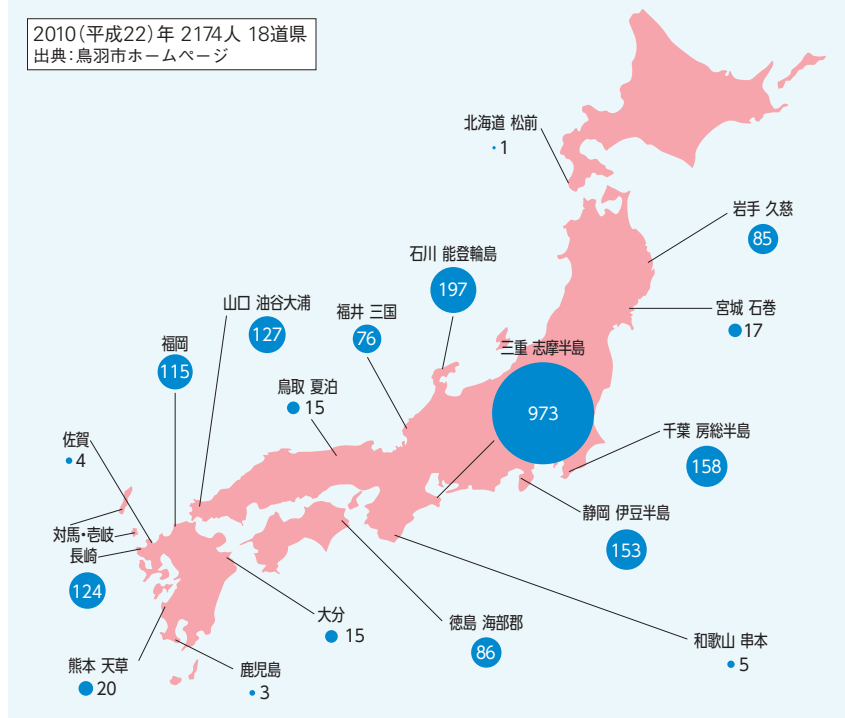 2010(平成22)年 2174人 18道県
出典:鳥羽市ホームページ
北海道 松前
1
岩手 久慈
85
石川 能登輪島
197
宮城 石巻
17
山口 油谷大浦
127
福井 三国
76
三重 志摩半島
973
福岡
115
鳥取 夏泊
15
千葉 房総半島
158
佐賀
4
静岡 伊豆半島
153
対馬・壱岐
長崎
124
大分
15
徳島 海部郡
86
和歌山 串本
5
熊本 天草
20
鹿児島
3